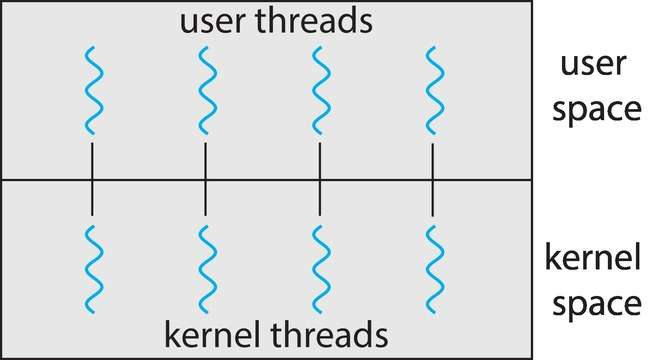 user threads
user
space
kernel
space
kernel threads